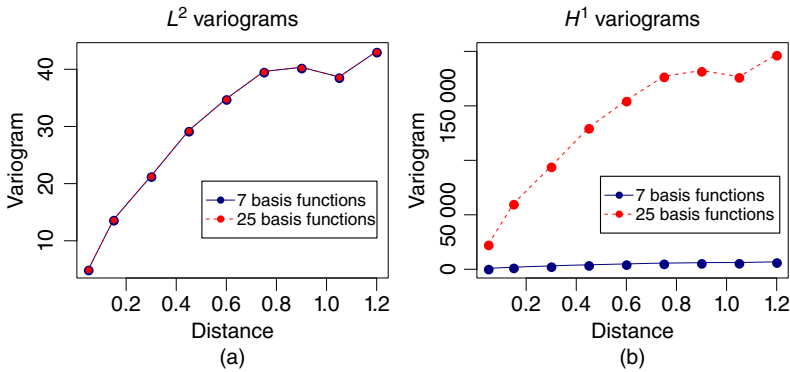 L² variograms
Variogram
40
30
20
10
7 basis functions
25 basis functions
0.2 0.4 0.6 0.8 1.0 1.2
Distance
(a)
H¹ variograms
Variogram
150 000
50 000
0
7 basis functions
25 basis functions
0.2 0.4 0.6 0.8 1.0 1.2
Distance
(b)